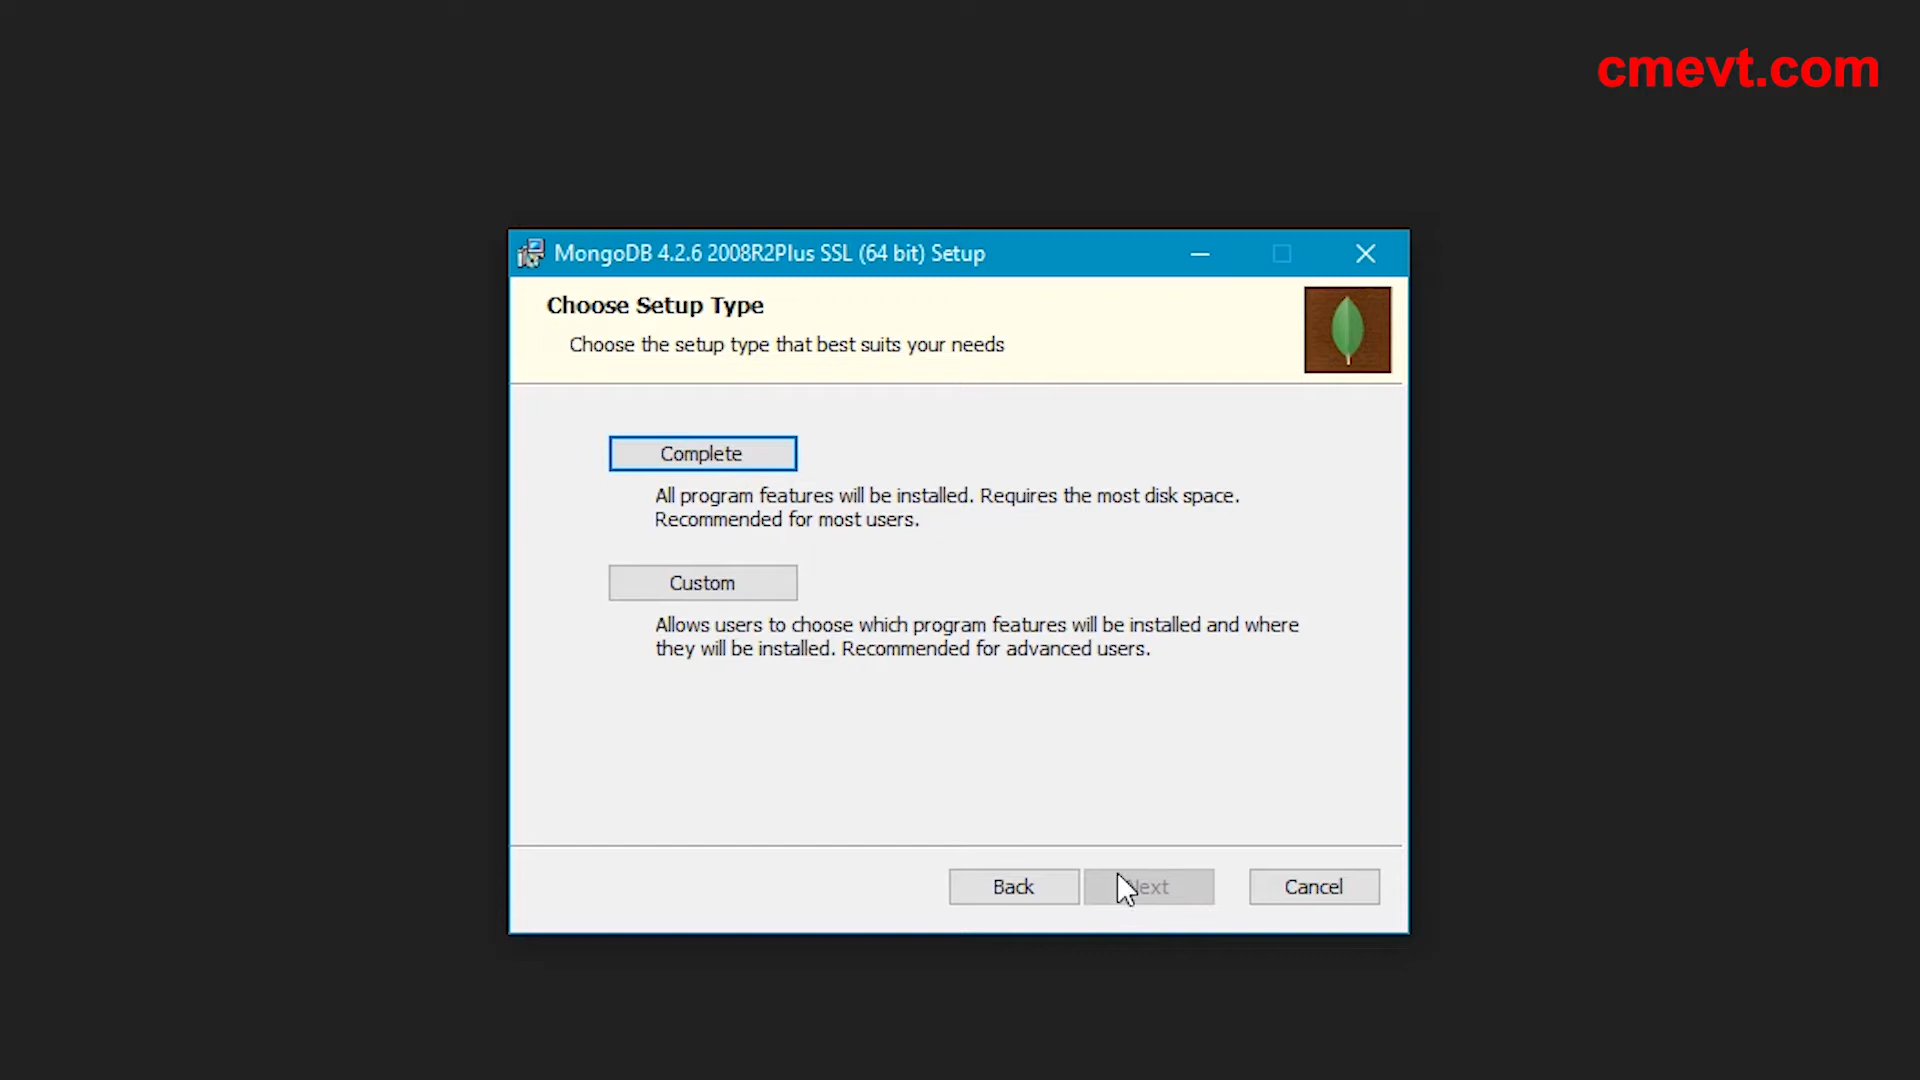 cmevt.com
MongoDB 4.2.6 2008R2Plus SSL (64 bit) Setup
Choose Setup Type
Choose the setup type that best suits your needs
Complete
All program features will be installed. Requires the most disk space.
Recommended for most users.
Custom
Allows users to choose which program features will be installed and where
they will be installed. Recommended for advanced users.
Back
Next
Cancel